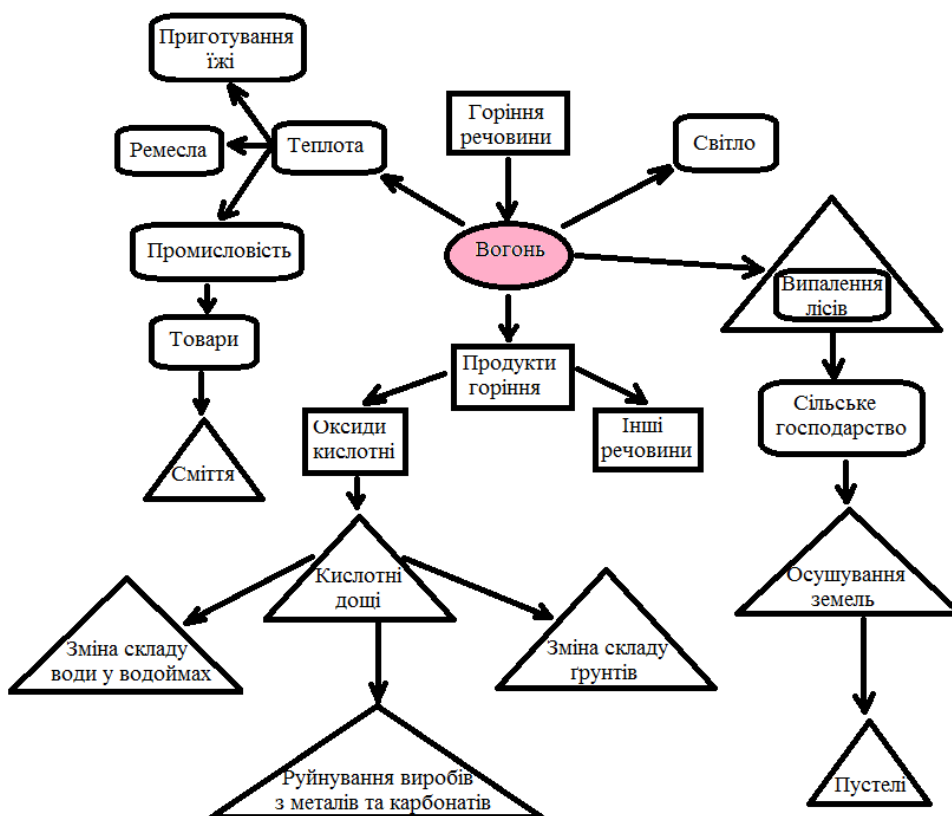 Приготування
їжі
Ремесла
Теплота
Горіння
речовини
Світло
Промисловість
Вогонь
Випалення
лісів
Товари
Продукти
горіння
Сільське
господарство
Сміття
Оксиди
кислотні
Інші
речовини
Кислотні
дощі
Осушування
земель
Зміна складу
води у водоймах
Зміна складу
ґрунтів
Руйнування виробів
з металів та карбонатів
Пустелі